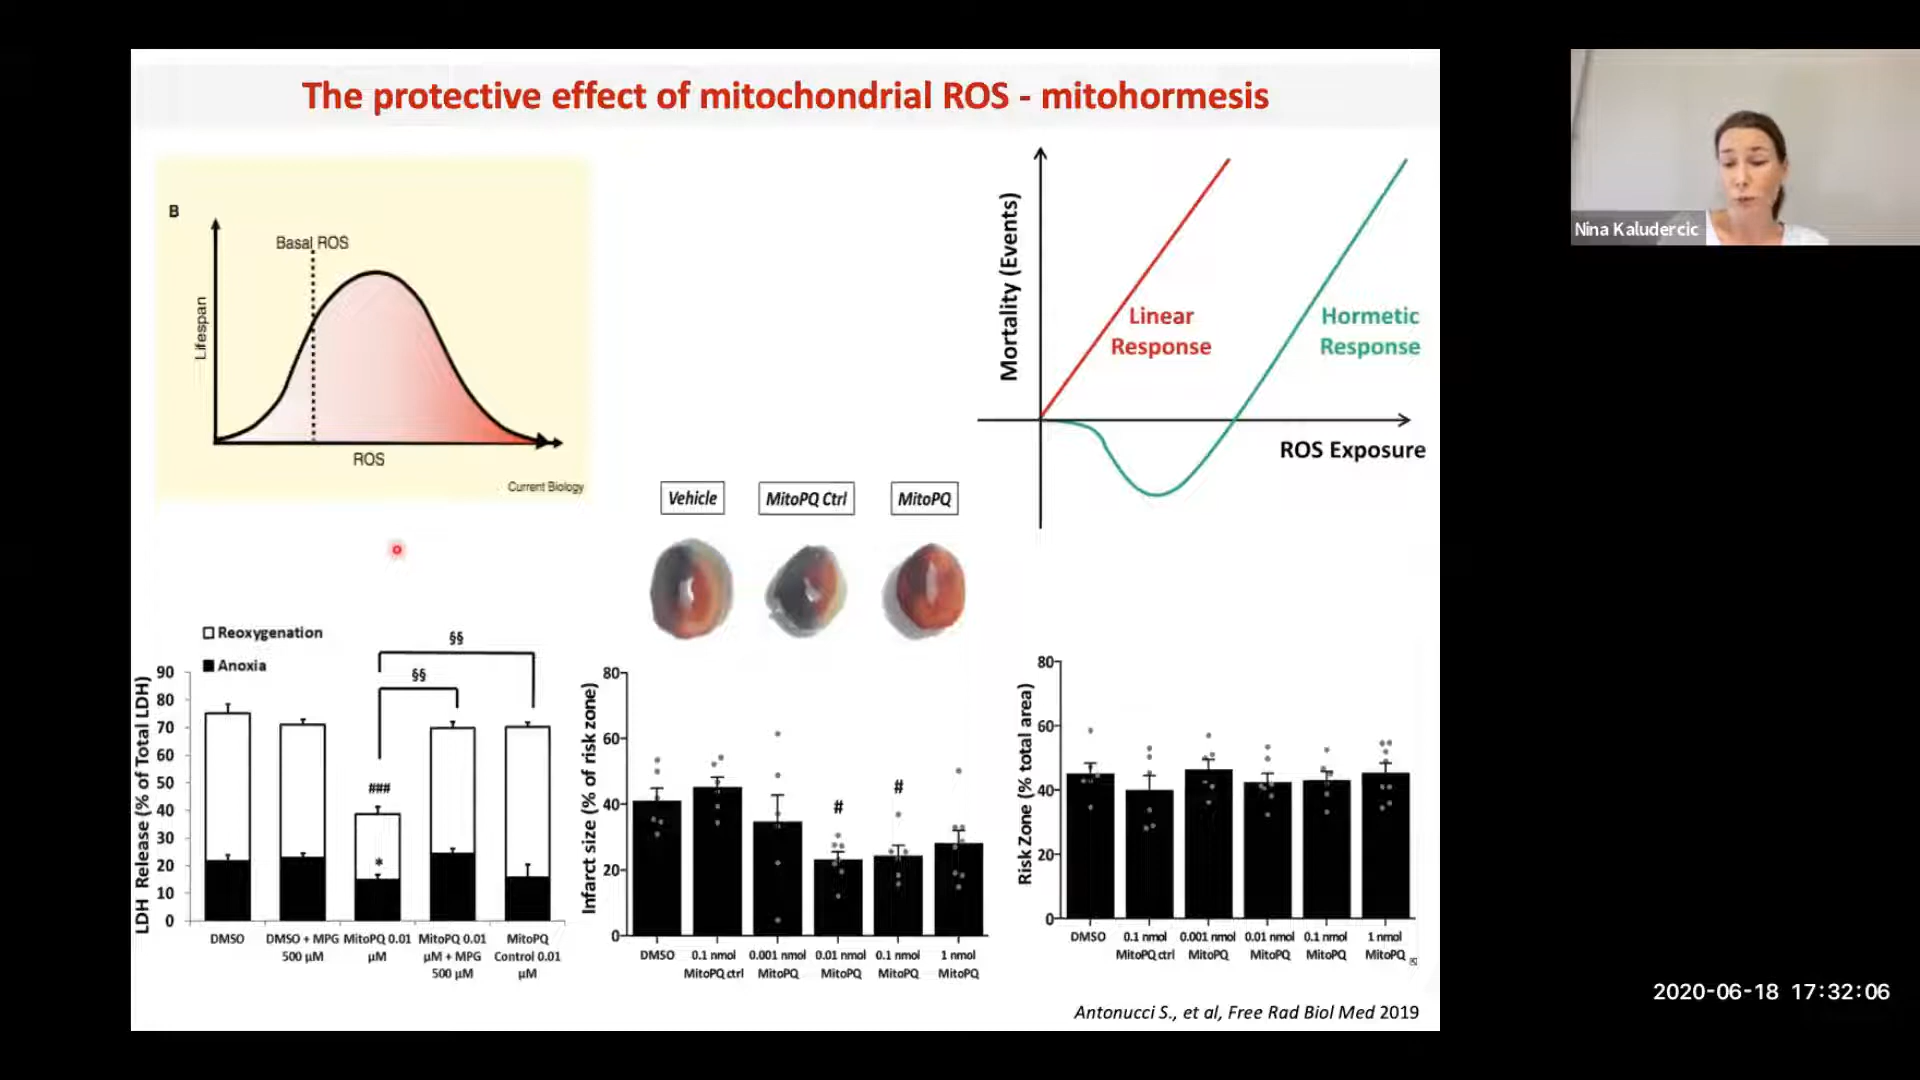 The protective effect of mitochondrial ROS - mitohormesis
B
Basal ROS
Lifespan
ROS
Current Biology
Mortality (Events)
Linear
Response
Hormetic
Response
ROS Exposure
Nina Kaludercic
Vehicle
MitoPQ Ctrl
MitoPQ
Reoxygenation
Anoxia
§§
§§
###
*
LDH Release (% of Total LDH)
90
80
70
60
50
40
30
20
10
0
DMSO
DMSO + MPG
500 µM
MitoPQ 0.01
µM
MitoPQ 0.01
µM + MPG
500 µM
MitoPQ
Control 0.01
µM
Infarct size (% of risk zone)
80
60
40
20
0
#
#
DMSO
0.1 nmol
MitoPQ ctrl
0.001 nmol
MitoPQ
0.01 nmol
MitoPQ
0.1 nmol
MitoPQ
1 nmol
MitoPQ
Risk Zone (% total area)
80
60
40
20
0
DMSO
0.1 nmol
MitoPQ ctrl
0.001 nmol
MitoPQ
0.01 nmol
MitoPQ
0.1 nmol
MitoPQ
1 nmol
MitoPQ
Antonucci S., et al, Free Rad Biol Med 2019
2020-06-18 17:32:06